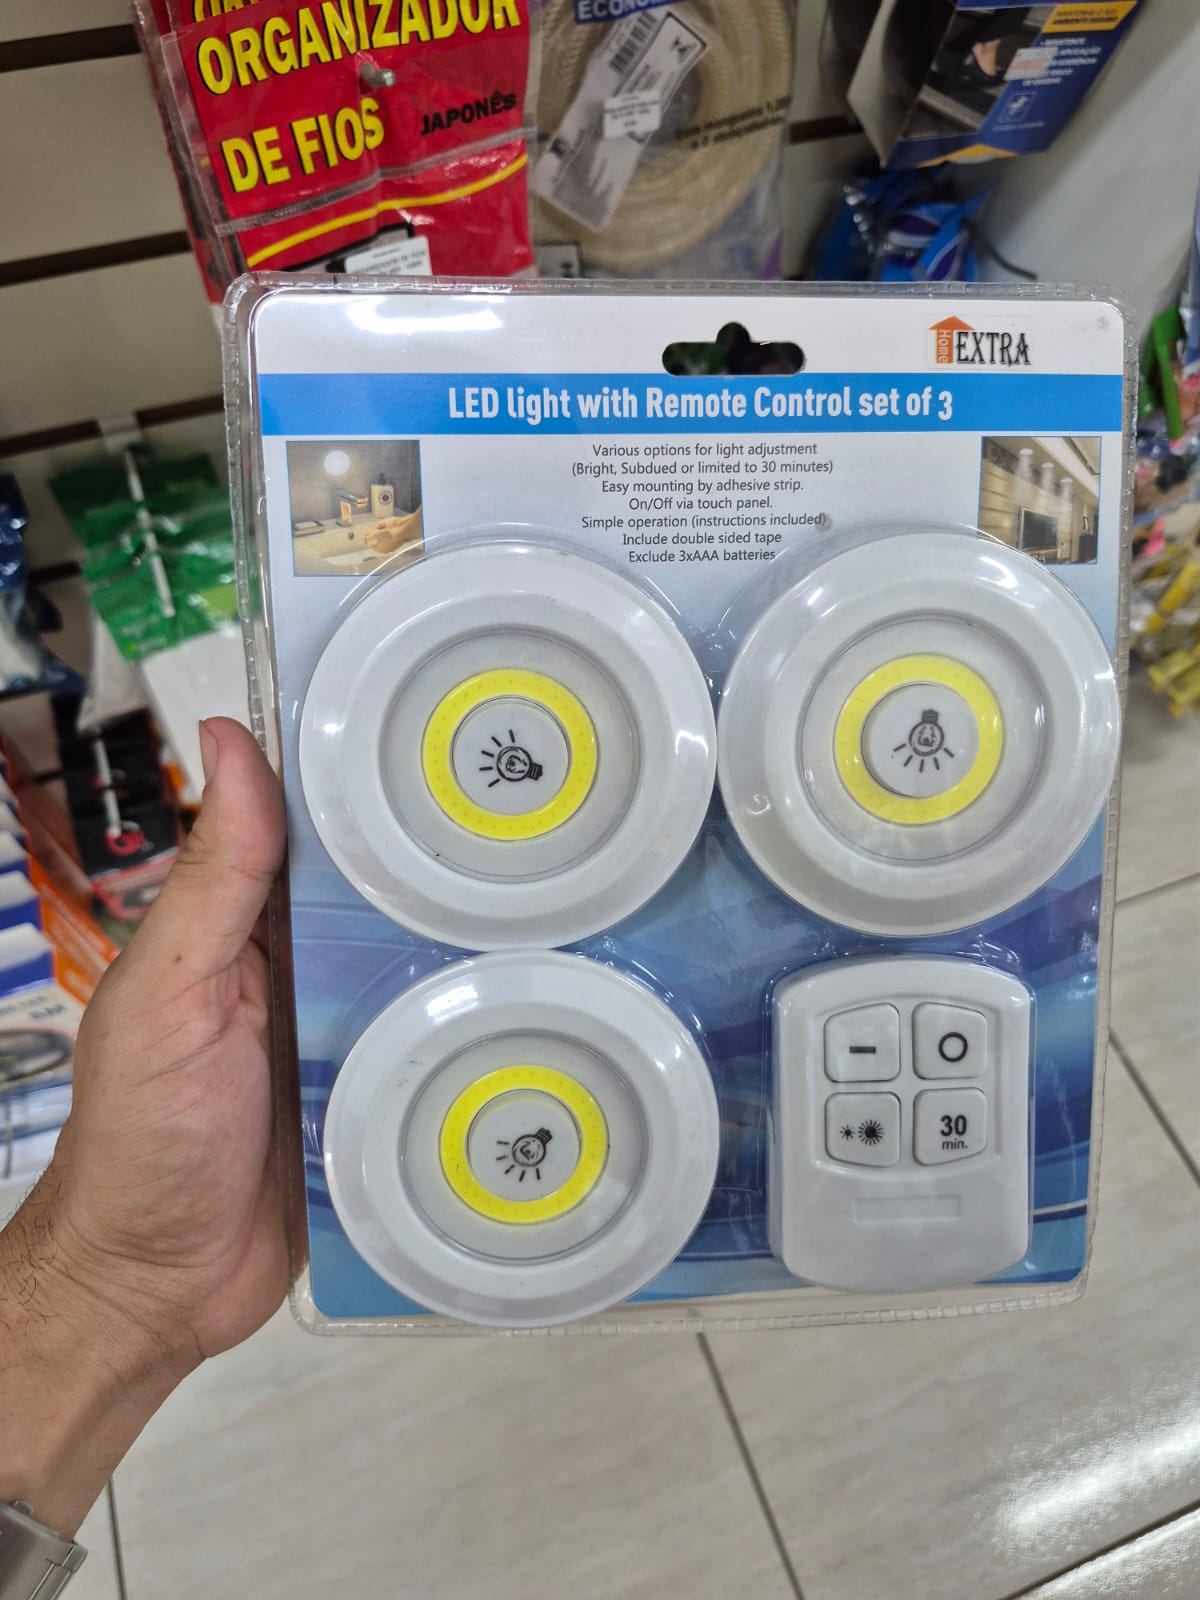 ORGANIZADOR
DE FIOS
JAPONÊS
ECONO
Home
EXTRA
LED light with Remote Control set of 3
Various options for light adjustment
(Bright, Subdued or limited to 30 minutes)
Easy mounting by adhesive strip.
On/Off via touch panel.
Simple operation (instructions included)
Include double sided tape
Exclude 3xAAA batteries
30
min.